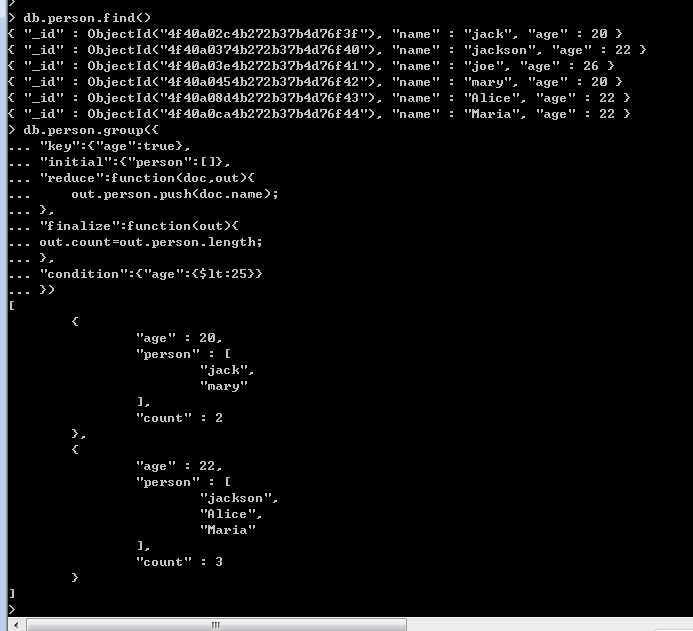 >
> db.person.find()
{ "_id" : ObjectId("4f40a02c4b272b37b4d76f3f"), "name" : "jack", "age" : 20 }
{ "_id" : ObjectId("4f40a0374b272b37b4d76f40"), "name" : "jackson", "age" : 22 }
{ "_id" : ObjectId("4f40a03e4b272b37b4d76f41"), "name" : "joe", "age" : 26 }
{ "_id" : ObjectId("4f40a0454b272b37b4d76f42"), "name" : "mary", "age" : 20 }
{ "_id" : ObjectId("4f40a08d4b272b37b4d76f43"), "name" : "Alice", "age" : 22 }
{ "_id" : ObjectId("4f40a0ca4b272b37b4d76f44"), "name" : "Maria", "age" : 22 }
> db.person.group({
... "key":{"age":true},
... "initial":{"person":[]},
... "reduce":function(doc,out){
...     out.person.push(doc.name);
... },
... "finalize":function(out){
... out.count=out.person.length;
... },
... "condition":{"age":{$lt:25}}
... })
[
        {
                "age" : 20,
                "person" : [
                        "jack",
                        "mary"
                ],
                "count" : 2
        },
        {
                "age" : 22,
                "person" : [
                        "jackson",
                        "Alice",
                        "Maria"
                ],
                "count" : 3
        }
]
>